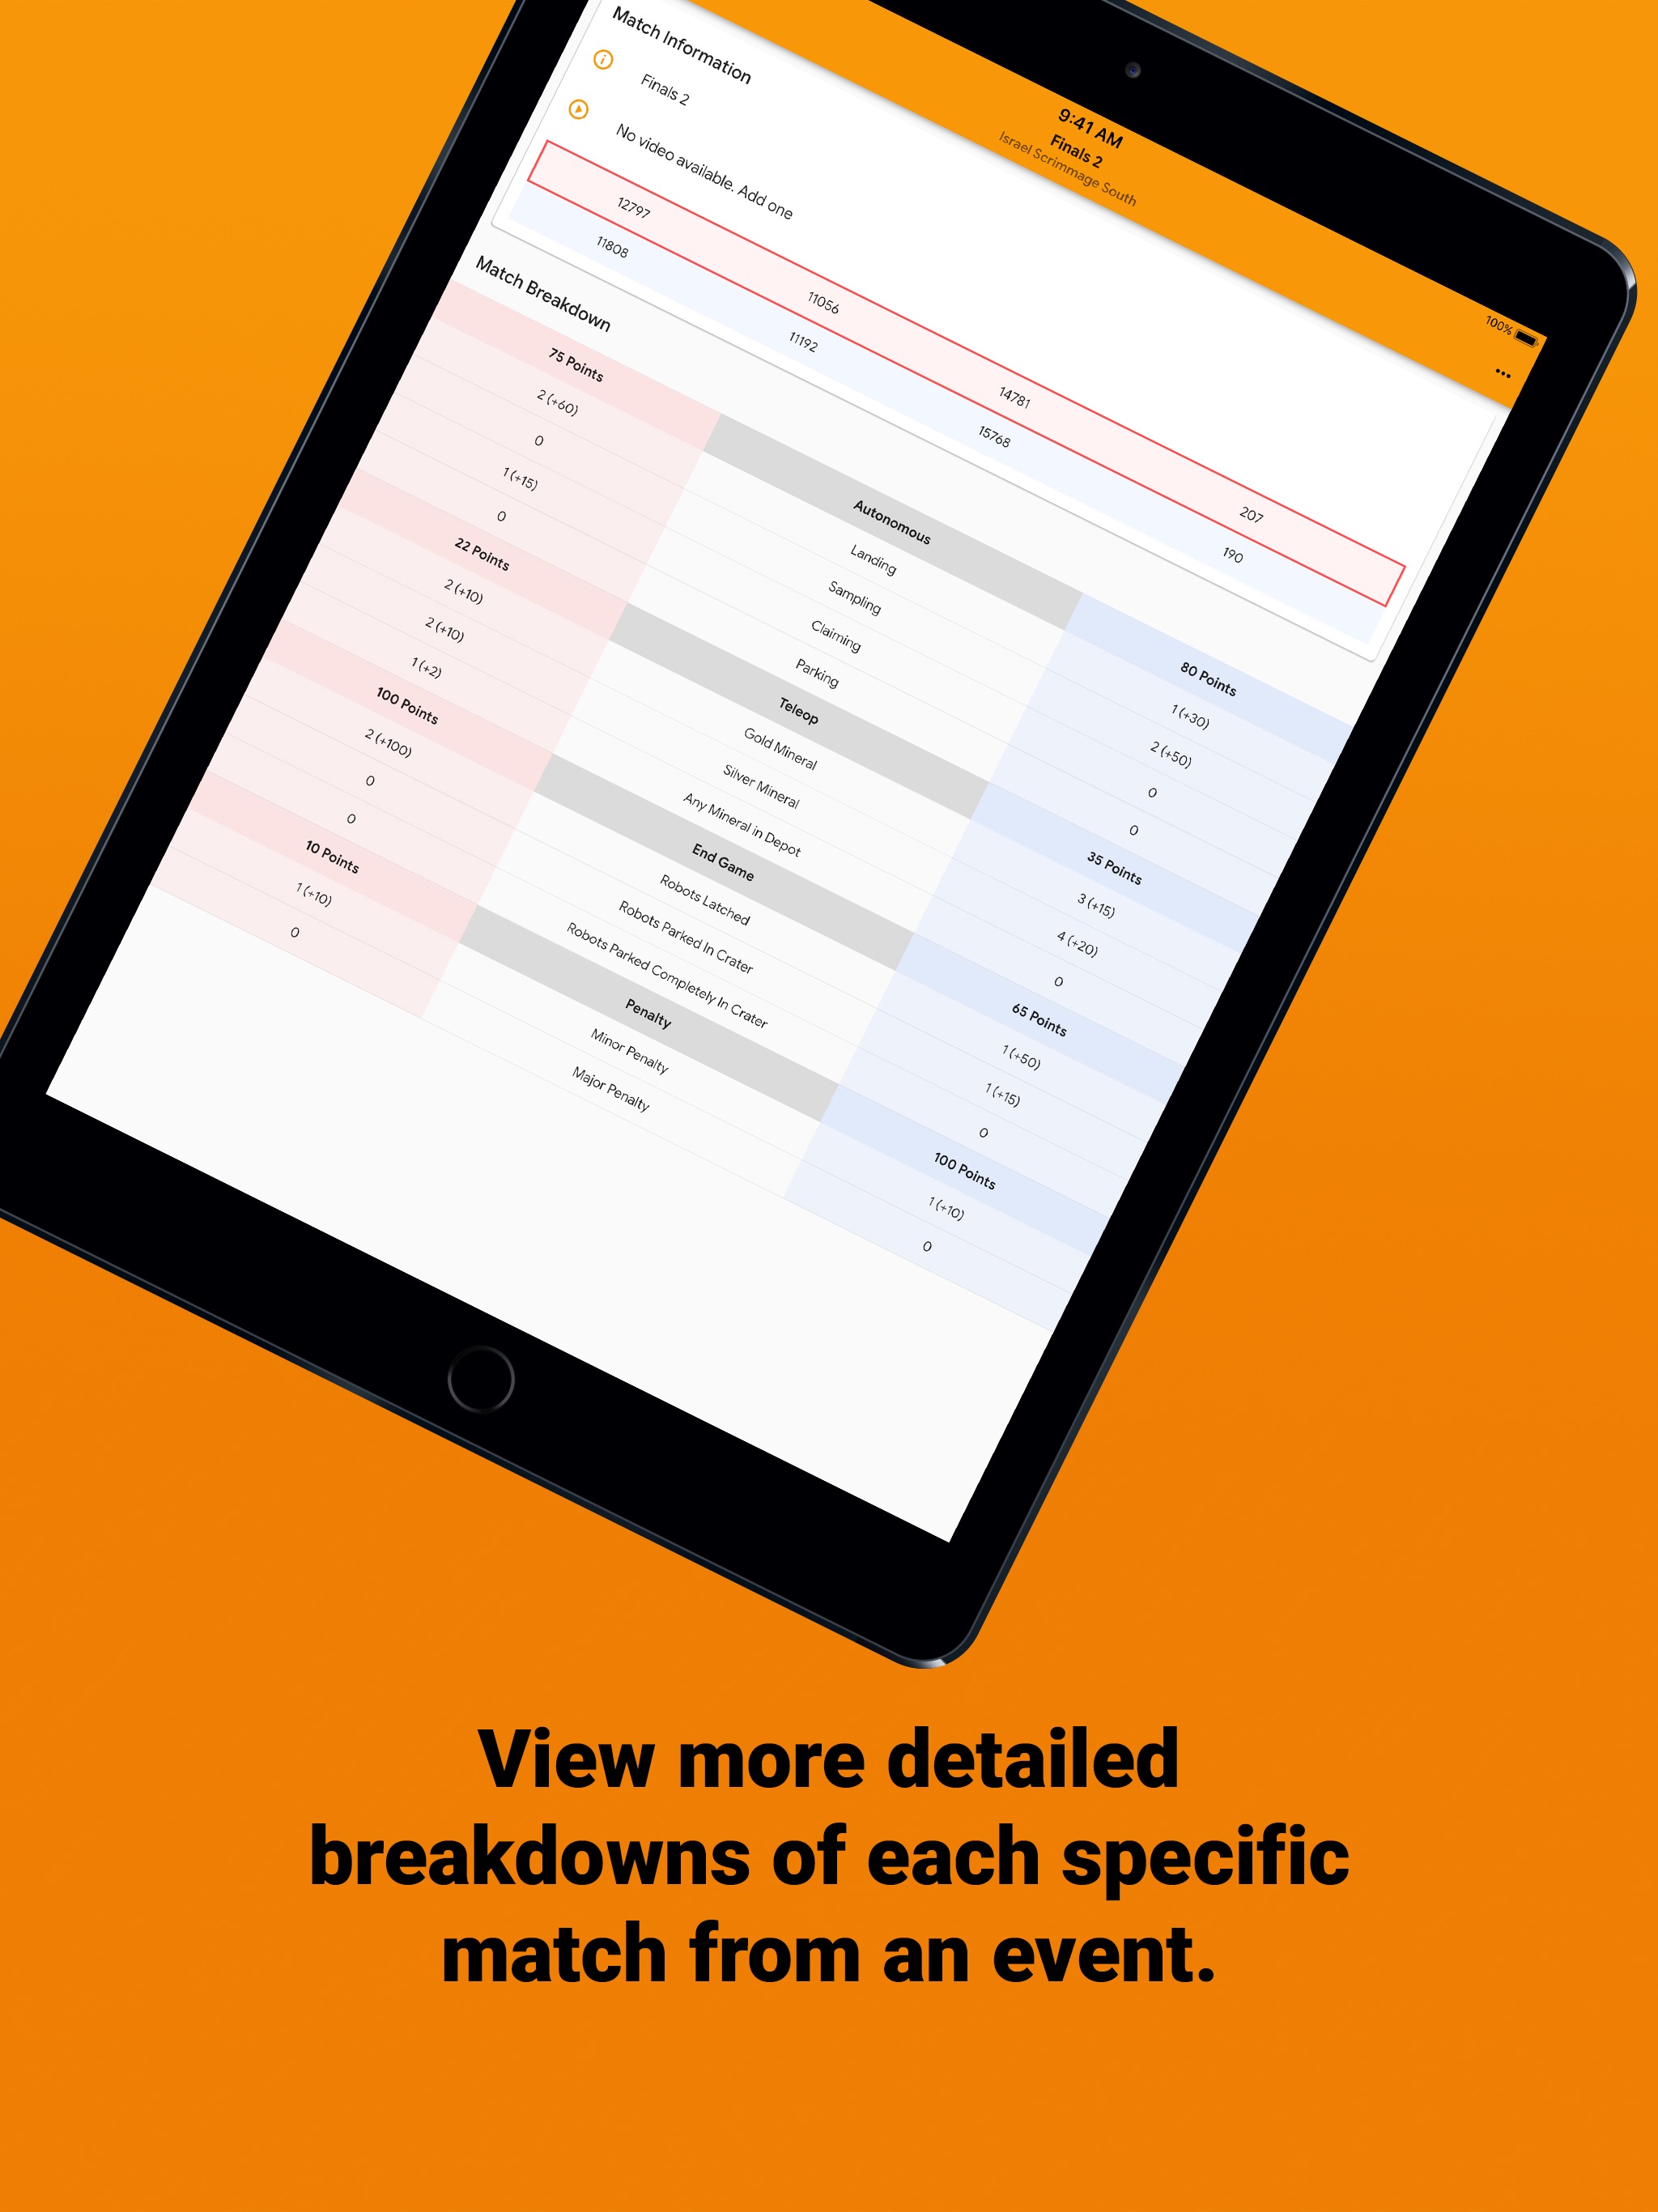 9:41 AM
100%
Finals 2
Israel Scrimmage South
Match Information
Finals 2
No video available. Add one
12797 11056 14781 207
11808 11192 15768 190
Match Breakdown
75 Points Autonomous 80 Points
2 (+60) Landing 1 (+30)
0 Sampling 2 (+50)
1 (+15) Claiming 0
0 Parking 0
22 Points Teleop 35 Points
2 (+10) Gold Mineral 3 (+15)
2 (+10) Silver Mineral 4 (+20)
1 (+2) Any Mineral in Depot 0
100 Points End Game 65 Points
2 (+100) Robots Latched 1 (+50)
0 Robots Parked In Crater 1 (+15)
0 Robots Parked Completely In Crater 0
10 Points Penalty 100 Points
1 (+10) Minor Penalty 1 (+10)
0 Major Penalty 0
View more detailed
breakdowns of each specific
match from an event.